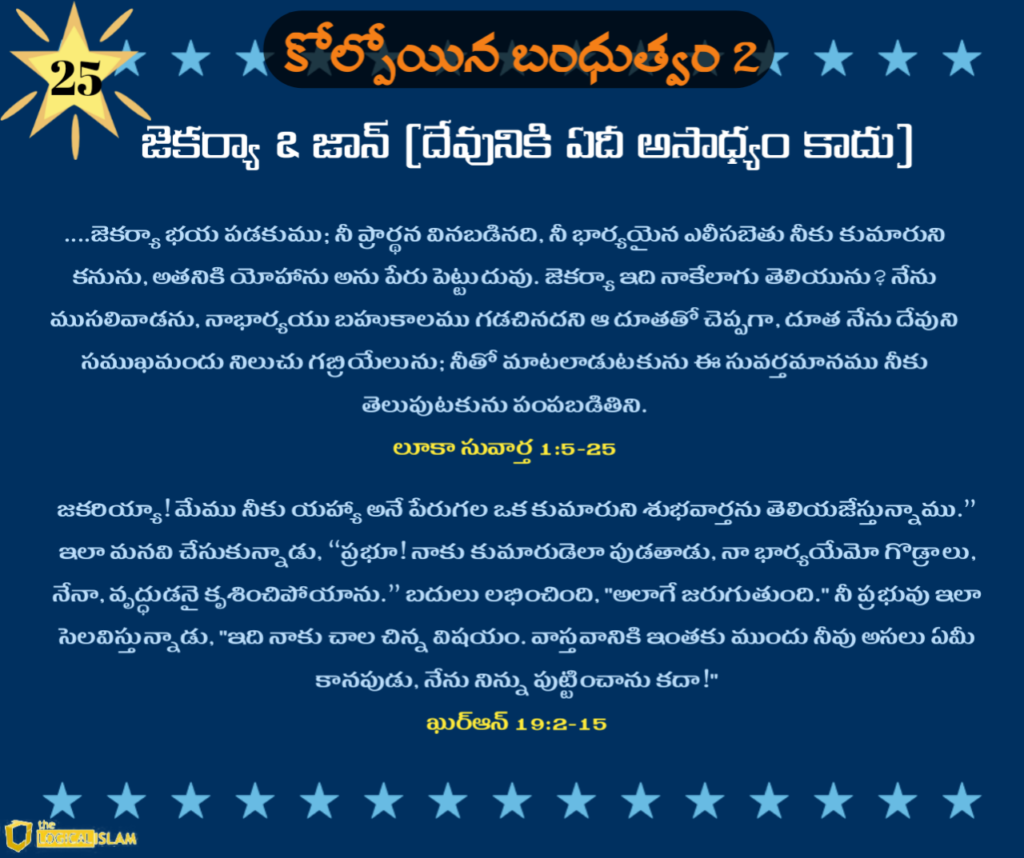 25
కోల్పోయిన బంధుత్వం 2
జెకర్యా & జాన్ [దేవునికి ఏదీ అసాధ్యం కాదు]
....జెకర్యా భయ పడకుము; నీ ప్రార్థన వినబడినది, నీ భార్యయైన ఎలీసబెతు నీకు కుమారుని
కనును, అతనికి యోహాను అను పేరు పెట్టుదువు. జెకర్యా ఇది నాకేలాగు తెలియును? నేను
ముసలివాడను, నాభార్యయు బహుకాలము గడచినదని ఆ దూతతో చెప్పగా, దూత నేను దేవుని
సముఖమందు నిలుచు గబ్రియేలును; నీతో మాటలాడుటకును ఈ సువర్తమానము నీకు
తెలుపుటకును పంపబడితిని.
లూకా సువార్త 1:5-25
జకరియ్యా! మేము నీకు యహ్యా అనే పేరుగల ఒక కుమారుని శుభవార్తను తెలియజేస్తున్నాము.”
ఇలా మనవి చేసుకున్నాడు, “ప్రభూ! నాకు కుమారుడెలా పుడతాడు, నా భార్యయేమో గొడ్రాలు,
నేనా, వృద్ధుడనై కృశించిపోయాను.” బదులు లభించింది, "అలాగే జరుగుతుంది." నీ ప్రభువు ఇలా
సెలవిస్తున్నాడు, "ఇది నాకు చాల చిన్న విషయం. వాస్తవానికి ఇంతకు ముందు నీవు అసలు ఏమీ
కానపుడు, నేను నిన్ను పుట్టించాను కదా!"
ఖుర్ఆన్ 19:2-15
the
LOGICAL ISLAM